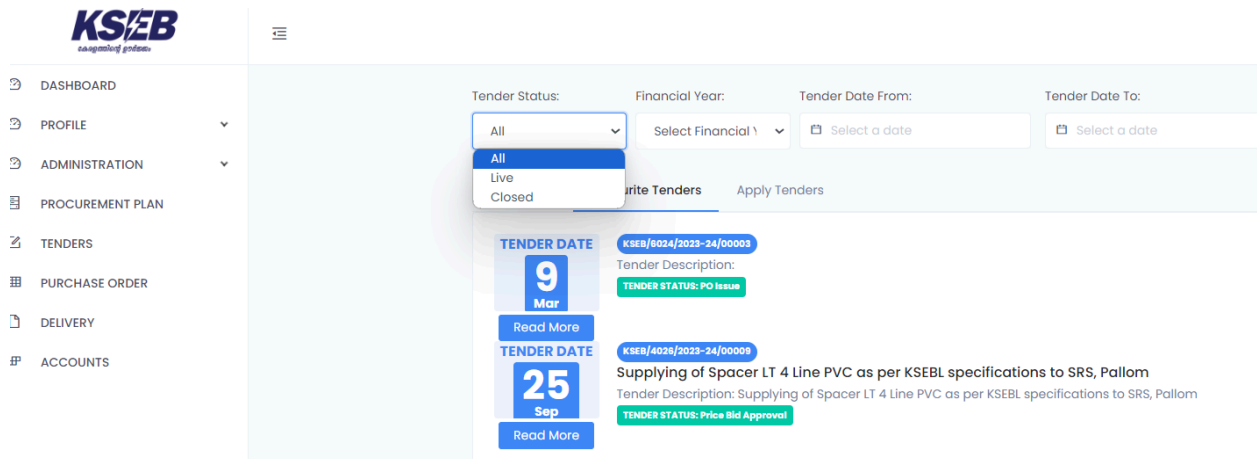 KSEB
കേരളത്തിന്റെ ഊർജ്ജം
DASHBOARD
PROFILE
ADMINISTRATION
PROCUREMENT PLAN
TENDERS
PURCHASE ORDER
DELIVERY
ACCOUNTS
Tender Status: Financial Year: Tender Date From: Tender Date To:
All Select Financial Select a date Select a date
All
Live
Closed
urite Tenders Apply Tenders
TENDER DATE
9
Mar
Read More
KSEB/6024/2023-24/00003
Tender Description:
TENDER STATUS: PO Issue
TENDER DATE
25
Sep
Read More
KSEB/4026/2023-24/00009
Supplying of Spacer LT 4 Line PVC as per KSEBL specifications to SRS, Pallom
Tender Description: Supplying of Spacer LT 4 Line PVC as per KSEBL specifications to SRS, Pallom
TENDER STATUS: Price Bid Approval